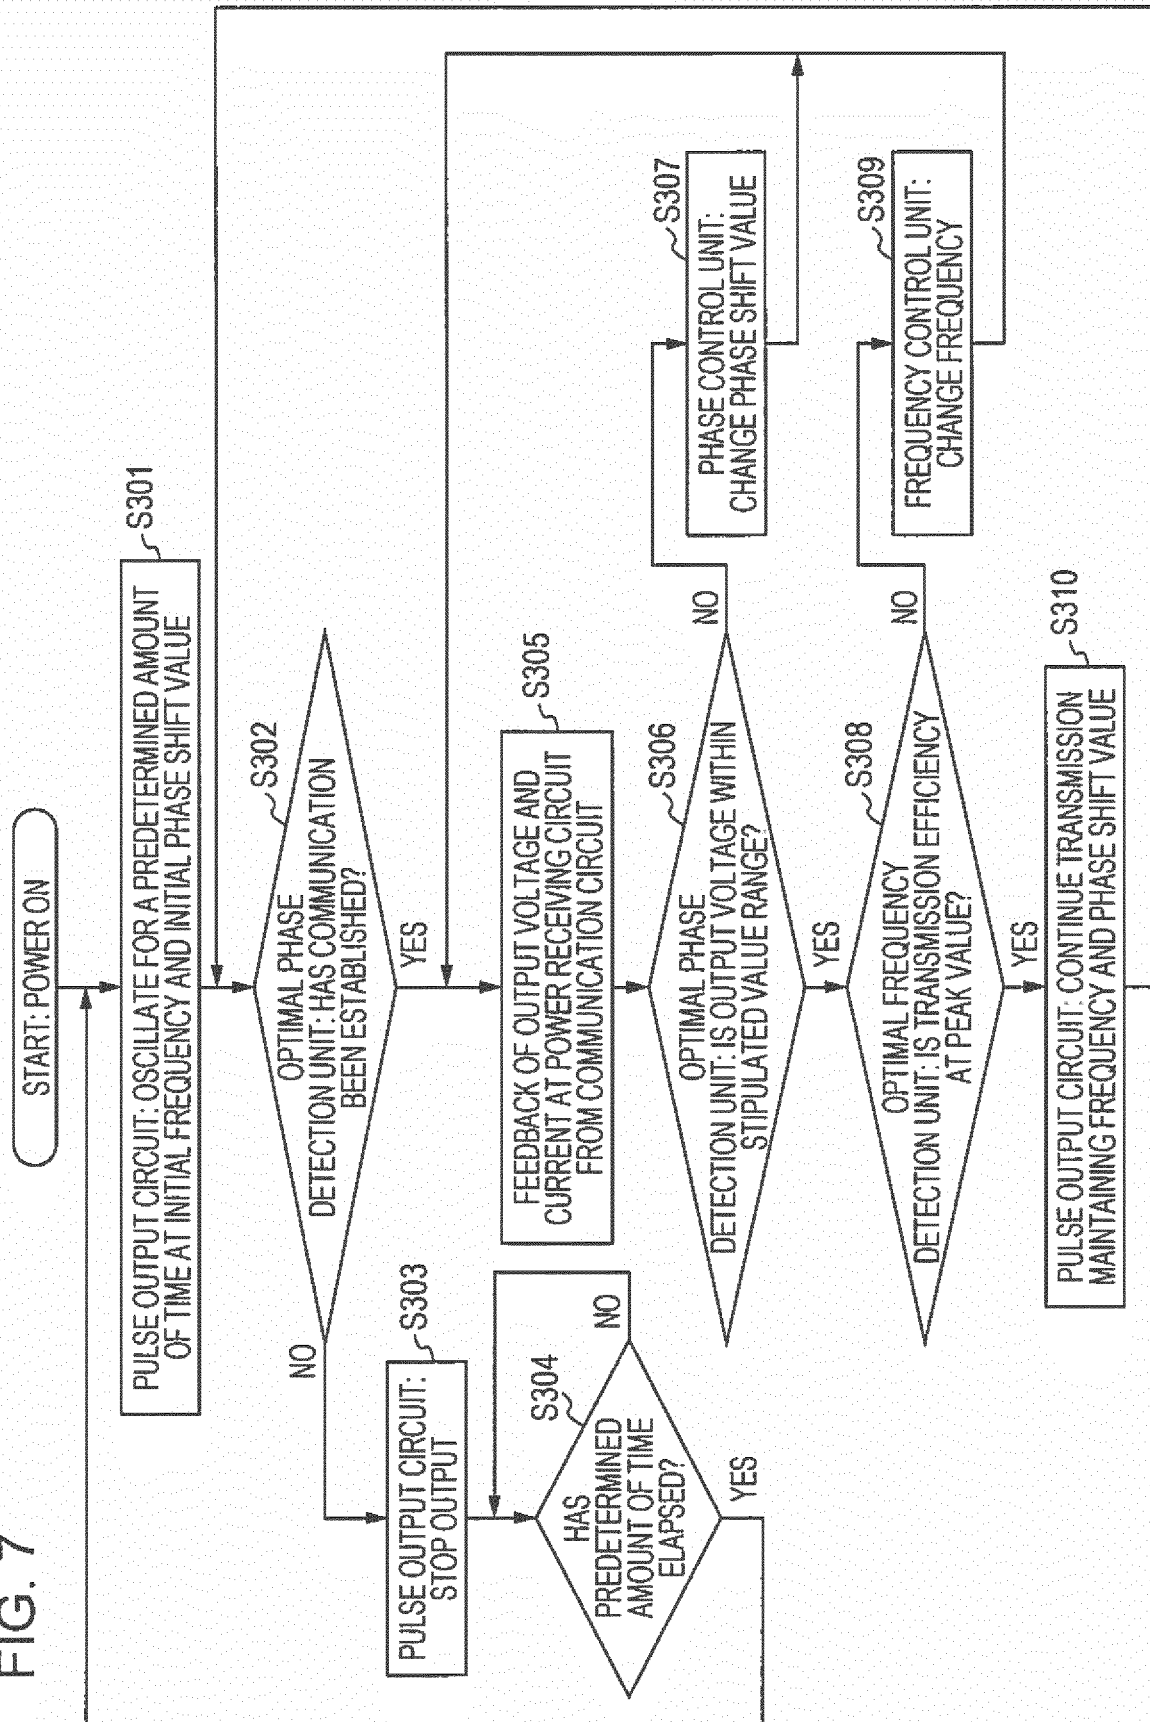 FIG. 7
START: POWER ON
PULSE OUTPUT CIRCUIT: OSCILLATE FOR A PREDETERMINED AMOUNT
OF TIME AT INITIAL FREQUENCY AND INITIAL PHASE SHIFT VALUE
S301
OPTIMAL PHASE
DETECTION UNIT: HAS COMMUNICATION
BEEN ESTABLISHED?
S302
NO
YES
PULSE OUTPUT CIRCUIT:
STOP OUTPUT
S303
HAS
PREDETERMINED
AMOUNT OF TIME
ELAPSED?
S304
NO
YES
FEEDBACK OF OUTPUT VOLTAGE AND
CURRENT AT POWER RECEIVING CIRCUIT
FROM COMMUNICATION CIRCUIT
S305
OPTIMAL PHASE
DETECTION UNIT: IS OUTPUT VOLTAGE WITHIN
STIPULATED VALUE RANGE?
S306
NO
YES
PHASE CONTROL UNIT:
CHANGE PHASE SHIFT VALUE
S307
OPTIMAL FREQUENCY
DETECTION UNIT: IS TRANSMISSION EFFICIENCY
AT PEAK VALUE?
S308
NO
YES
FREQUENCY CONTROL UNIT:
CHANGE FREQUENCY
S309
PULSE OUTPUT CIRCUIT: CONTINUE TRANSMISSION
MAINTAINING FREQUENCY AND PHASE SHIFT VALUE
S310